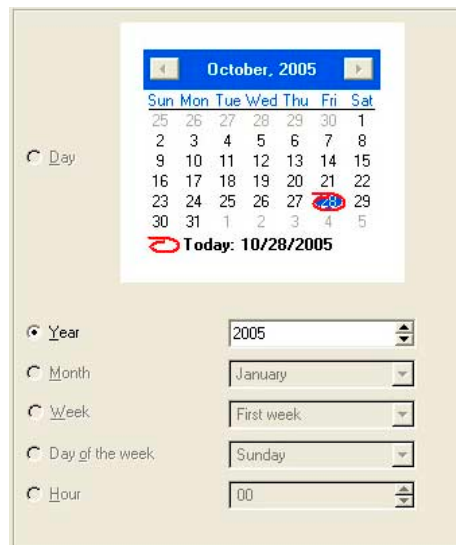 October, 2005
Sun Mon Tue Wed Thu Fri Sat
25 26 27 28 29 30 1
2 3 4 5 6 7 8
9 10 11 12 13 14 15
16 17 18 19 20 21 22
23 24 25 26 27 28 29
30 31 1 2 3 4 5
Today: 10/28/2005
Day
Year 2005
Month January
Week First week
Day of the week Sunday
Hour 00